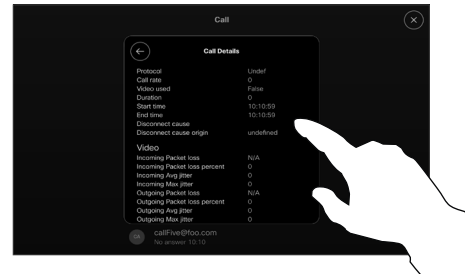 Call
Call Details
Protocol Undef
Call rate 0
Video used False
Duration 0
Start time 10:10:59
End time 10:10:59
Disconnect cause
Disconnect cause origin undefined
Video
Incoming Packet loss N/A
Incoming Packet loss percent 0
Incoming Avg jitter 0
Incoming Max jitter 0
Outgoing Packet loss N/A
Outgoing Packet loss percent 0
Outgoing Avg jitter 0
Outgoing Max jitter 0
callFive@foo.com
No answer 10:10